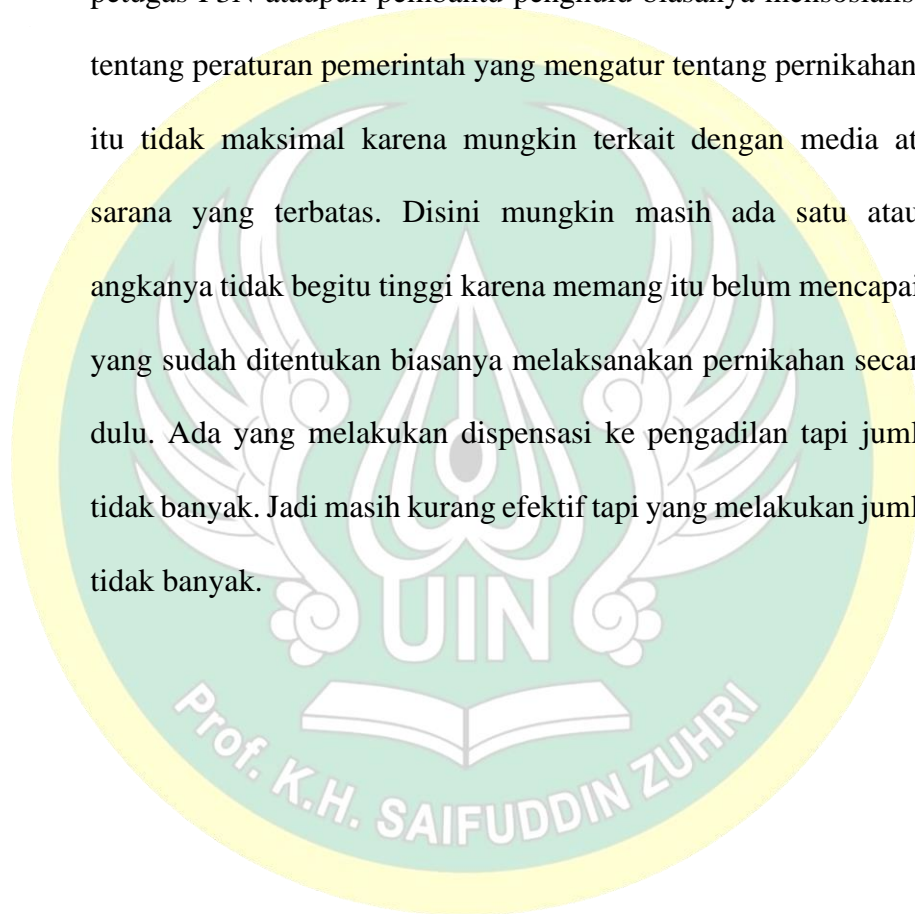 tentang peraturan pemerintah yang mengatur tentang pernikahan
itu tidak maksimal karena mungkin terkait dengan media at
sarana yang terbatas. Disini mungkin masih ada satu atau
angkanya tidak begitu tinggi karena memang itu belum mencapai
yang sudah ditentukan biasanya melaksanakan pernikahan secar
dulu. Ada yang melakukan dispensasi ke pengadilan tapi juml
tidak banyak. Jadi masih kurang efektif tapi yang melakukan juml
tidak banyak.
UIN
Prof. K.H. SAIFUDDIN ZUHRI